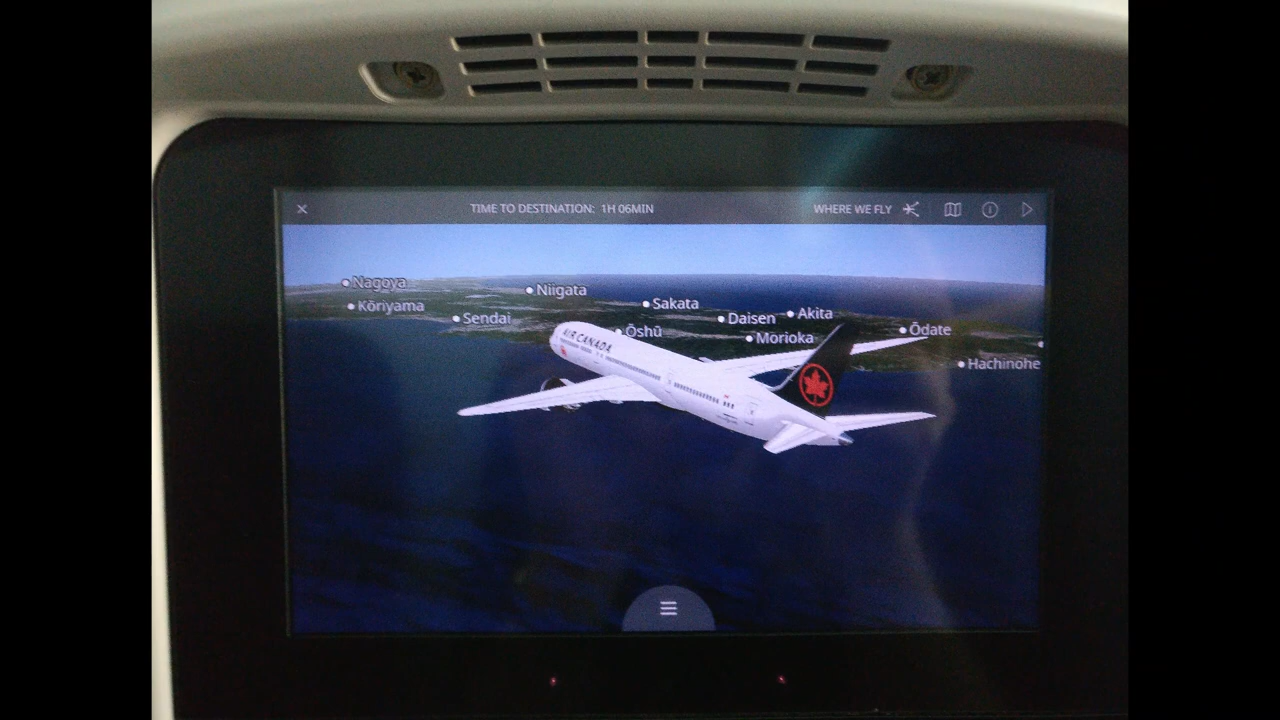 TIME TO DESTINATION: 1H 06MIN
WHERE WE FLY
Nagoya
Niigata
Kōriyama
Sakata
Sendai
Daisen
Akita
Ōshū
Morioka
Ōdate
Hachinohe
AIR CANADA